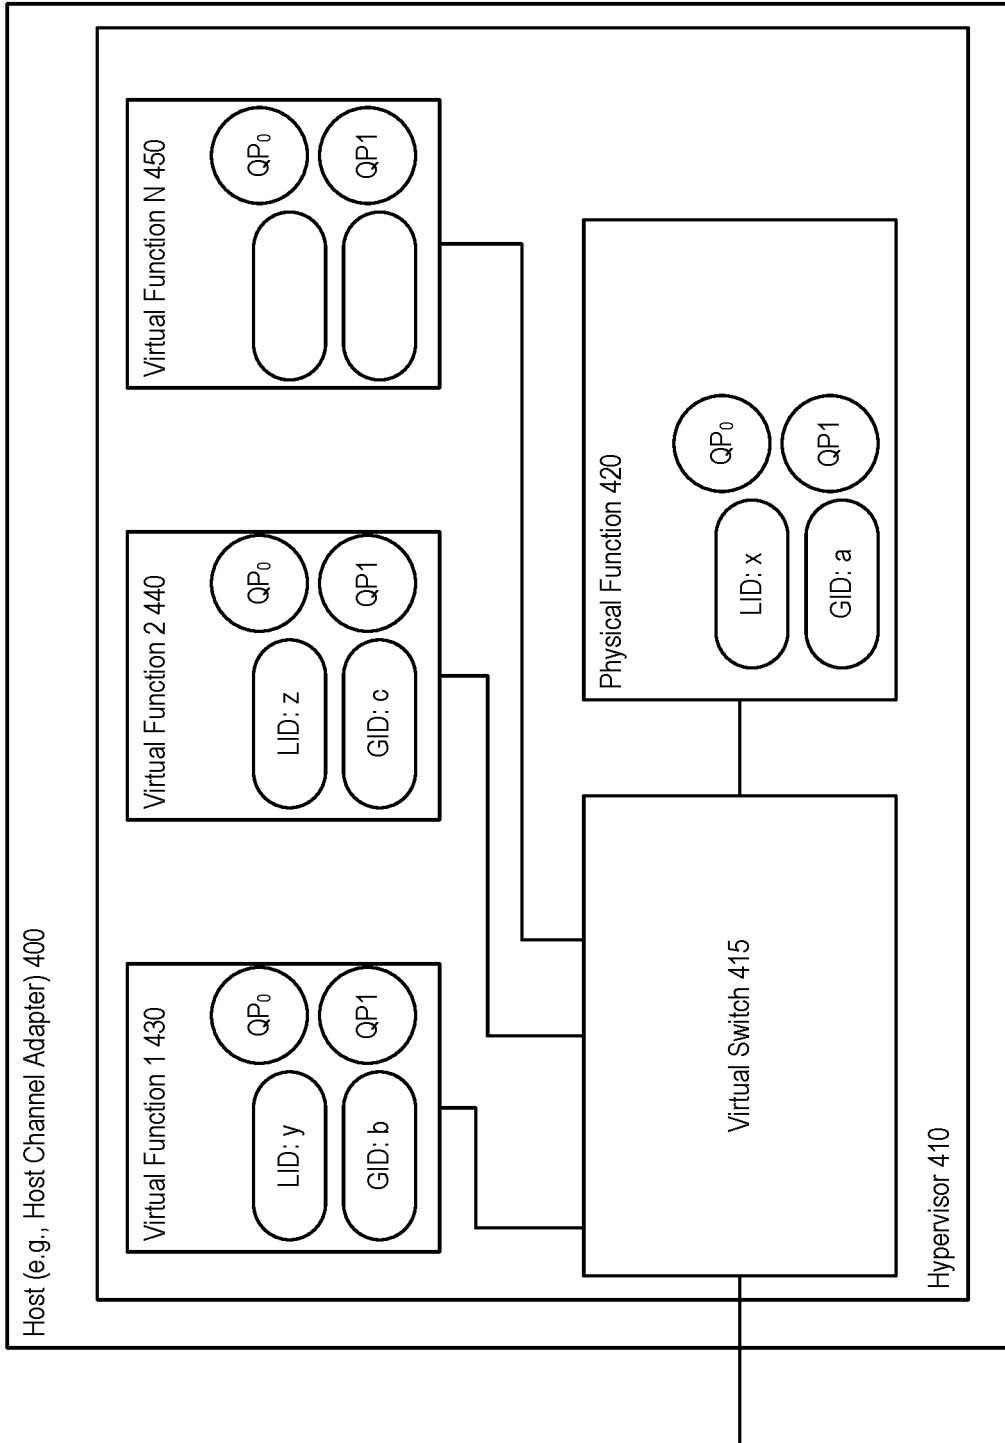 Host (e.g., Host Channel Adapter) 400
Virtual Function 1 430
LID: y
QP0
GID: b
QP1
Virtual Function 2 440
LID: z
QP0
GID: c
QP1
Virtual Function N 450
QP0
QP1
Virtual Switch 415
Physical Function 420
LID: x
QP0
GID: a
QP1
Hypervisor 410